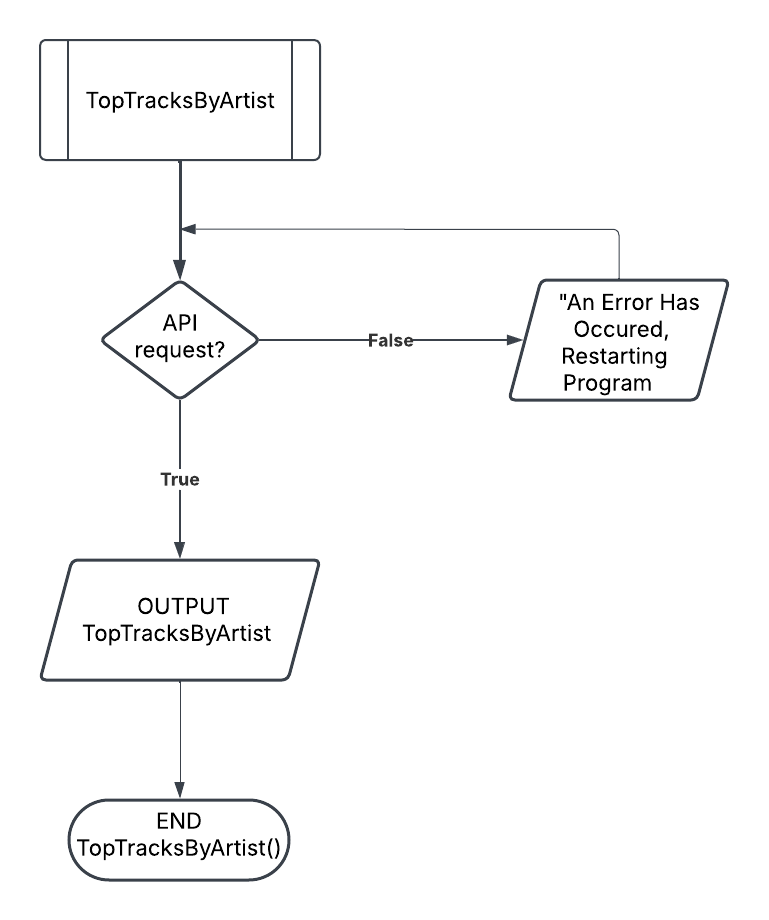 TopTracksByArtist
API
request?
False
"An Error Has
Occured,
Restarting
Program
True
OUTPUT
TopTracksByArtist
END
TopTracksByArtist()